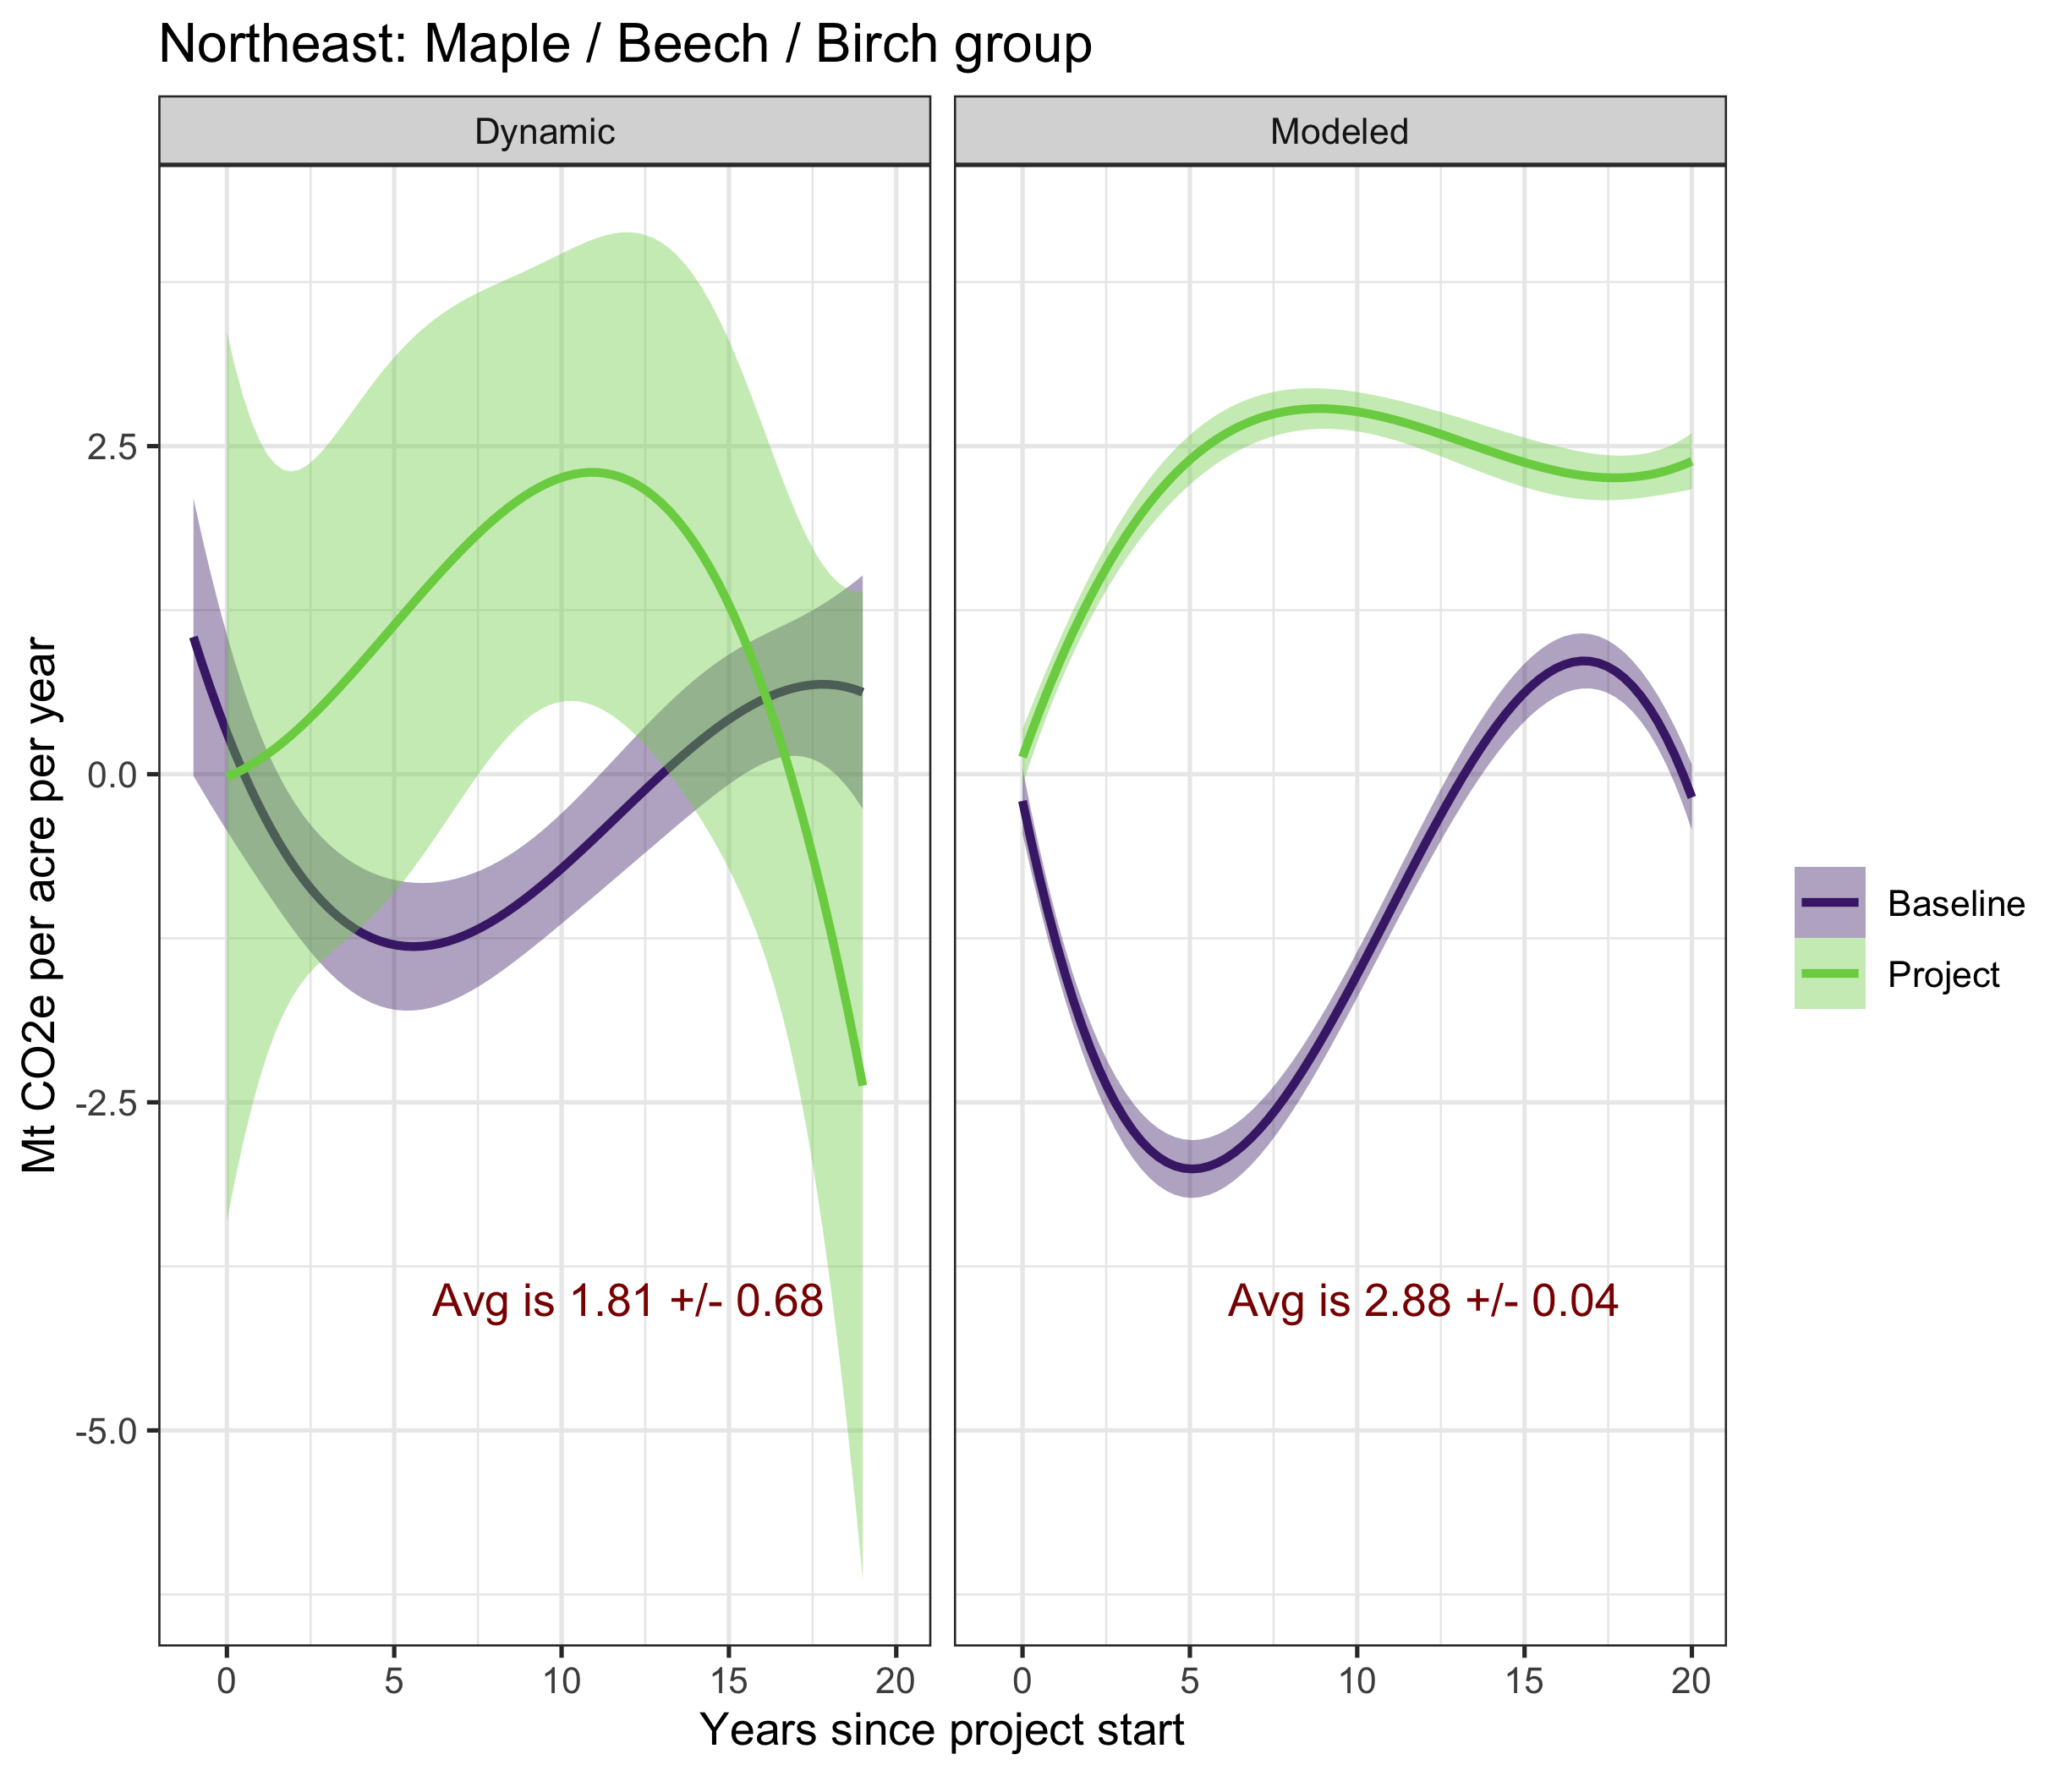 Northeast: Maple / Beech / Birch group
Dynamic
Modeled
Mt CO2e per acre per year
2.5
0.0
-2.5
-5.0
Avg is 1.81 +/- 0.68
Avg is 2.88 +/- 0.04
0 5 10 15 20
0 5 10 15 20
Years since project start
Baseline
Project